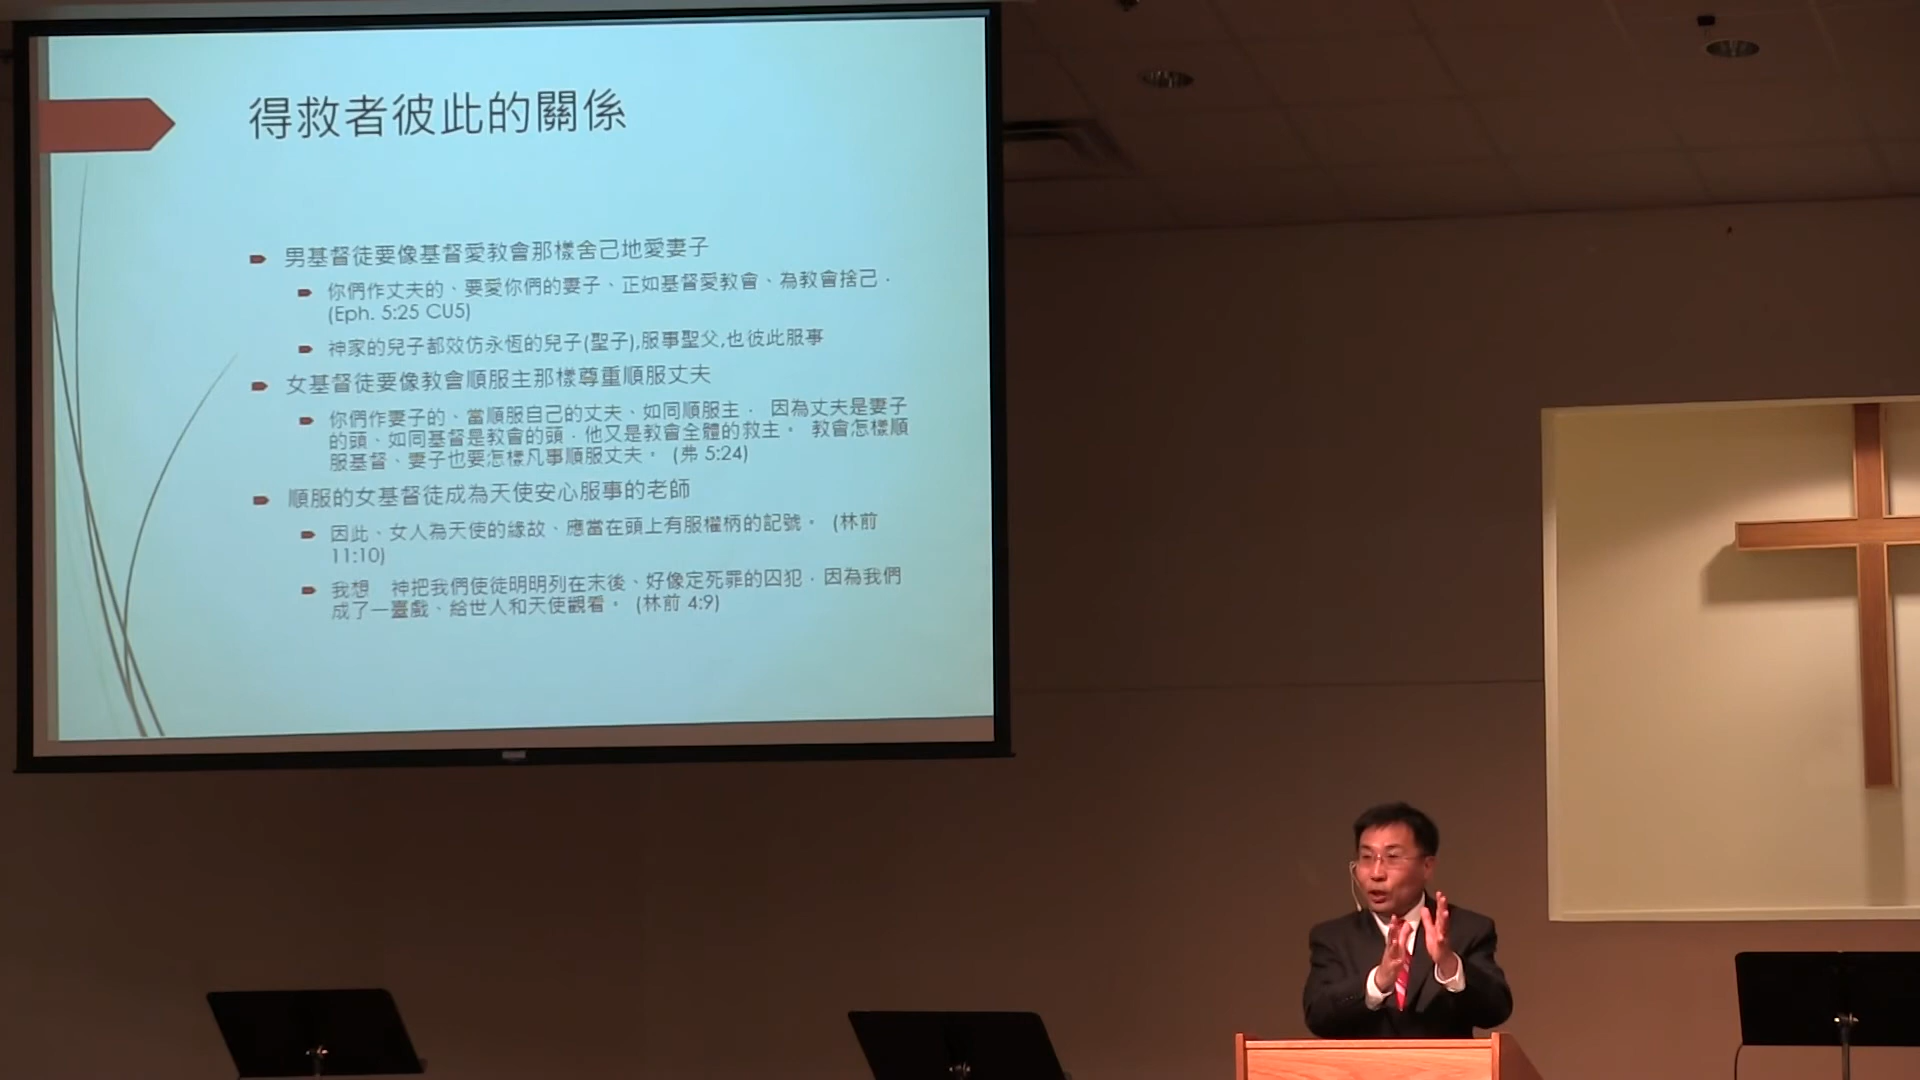 得救者彼此的關係
男基督徒要像基督愛教會那樣舍己地愛妻子
你們作丈夫的、要愛你們的妻子、正如基督愛教會、為教會捨己．
(Eph. 5:25 CU5)
神家的兒子都效仿永恆的兒子(聖子),服事聖父,也彼此服事
女基督徒要像教會順服主那樣尊重順服丈夫
你們作妻子的、當順服自己的丈夫、如同順服主． 因為丈夫是妻子
的頭、如同基督是教會的頭．他又是教會全體的救主。 教會怎樣順
服基督、妻子也要怎樣凡事順服丈夫。 (弗 5:24)
順服的女基督徒成為天使安心服事的老師
因此、女人為天使的緣故、應當在頭上有服權柄的記號。 (林前
11:10)
我想 神把我們使徒明明列在末後、好像定死罪的囚犯．因為我們
成了一臺戲、給世人和天使觀看。 (林前 4:9)